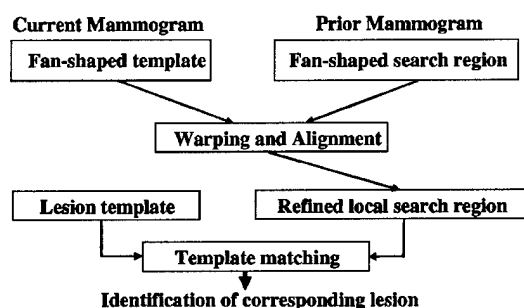 Current Mammogram
Prior Mammogram
Fan-shaped template
Fan-shaped search region
Warping and Alignment
Lesion template
Refined local search region
Template matching
Identification of corresponding lesion